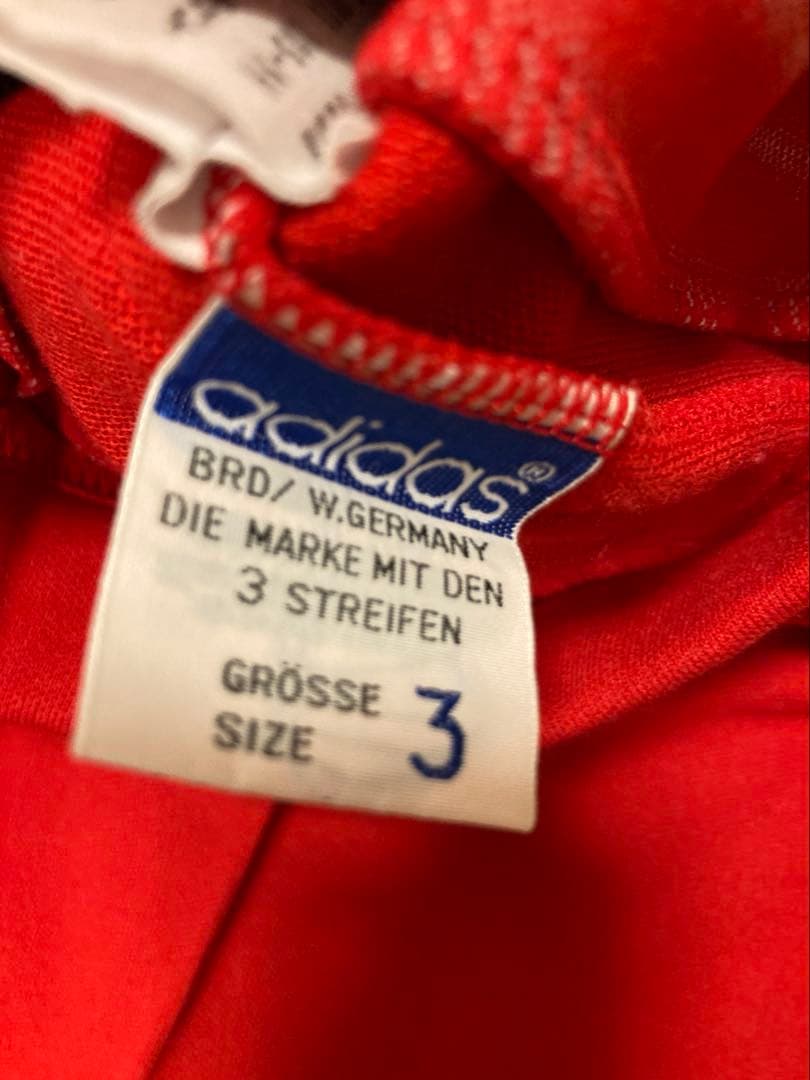 adidas®
BRD/ W.GERMANY
DIE MARKE MIT DEN
3 STREIFEN
GRÖSSE
SIZE
3